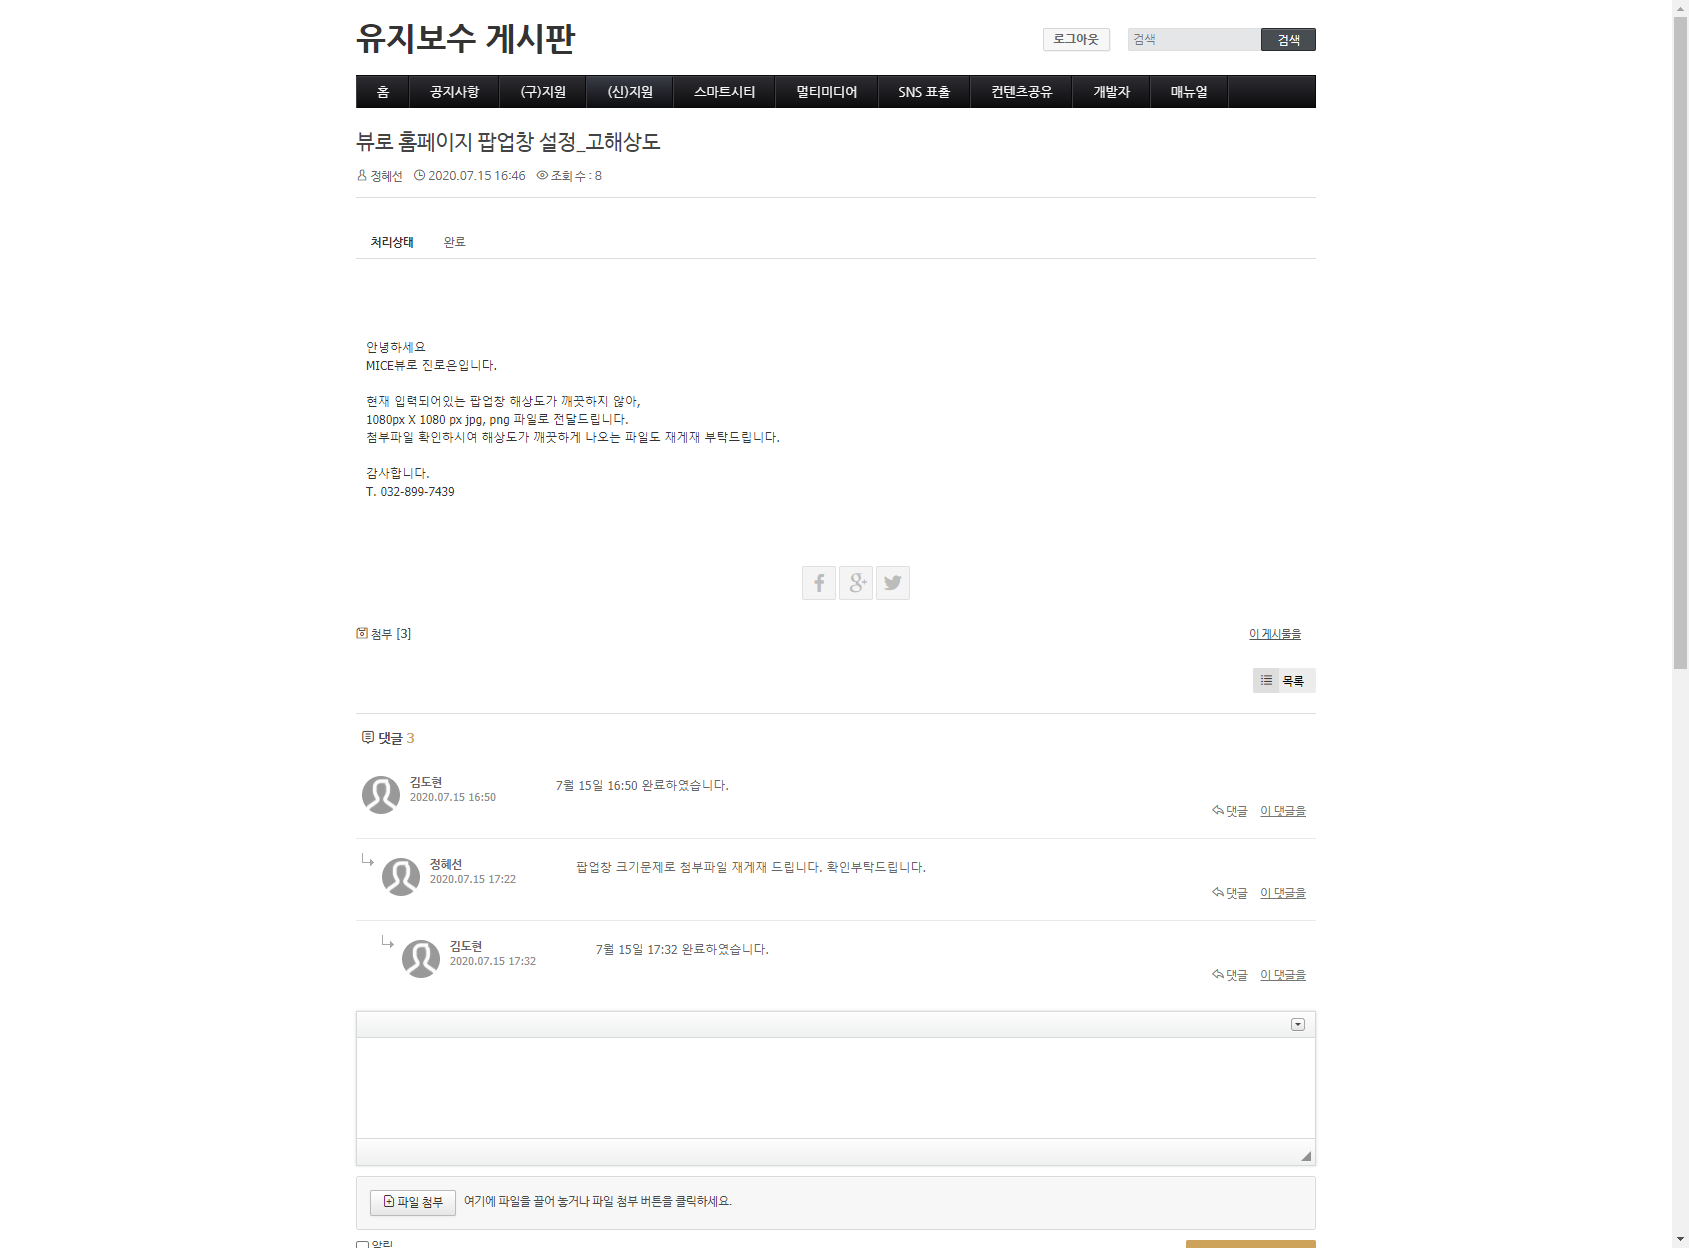 유지보수 게시판
로그아웃 검색 검색
홈 공지사항 (구)지원 (신)지원 스마트시티 멀티미디어 SNS 표출 컨텐츠공유 개발자 매뉴얼
뷰로 홈페이지 팝업창 설정_고해상도
정혜선 2020.07.15 16:46 조회 수 : 8
처리상태 완료
안녕하세요
MICE뷰로 진로은입니다.
현재 입력되어있는 팝업창 해상도가 깨끗하지 않아,
1080px X 1080 px jpg, png 파일로 전달드립니다.
첨부파일 확인하시여 해상도가 깨끗하게 나오는 파일도 재게재 부탁드립니다.
감사합니다.
T. 032-899-7439
첨부 [3] 이 게시물을
목록
댓글 3
김도현 7월 15일 16:50 완료하였습니다.
2020.07.15 16:50
댓글 이 댓글을
정혜선 팝업창 크기문제로 첨부파일 재게재 드립니다. 확인부탁드립니다.
2020.07.15 17:22
댓글 이 댓글을
김도현 7월 15일 17:32 완료하였습니다.
2020.07.15 17:32
댓글 이 댓글을
파일 첨부 여기에 파일을 끌어 놓거나 파일 첨부 버튼을 클릭하세요.
알림